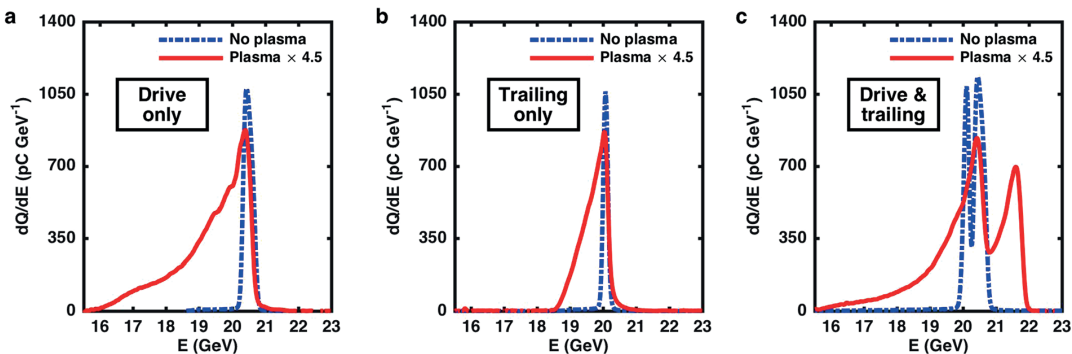 a
1400
1050
700
350
0
dQ/dE (pC GeV⁻¹)
No plasma
Plasma × 4.5
Drive
only
16 17 18 19 20 21 22 23
E (GeV)
b
1400
1050
700
350
0
dQ/dE (pC GeV⁻¹)
No plasma
Plasma × 4.5
Trailing
only
16 17 18 19 20 21 22 23
E (GeV)
c
1400
1050
700
350
0
dQ/dE (pC GeV⁻¹)
No plasma
Plasma × 4.5
Drive &
trailing
16 17 18 19 20 21 22 23
E (GeV)